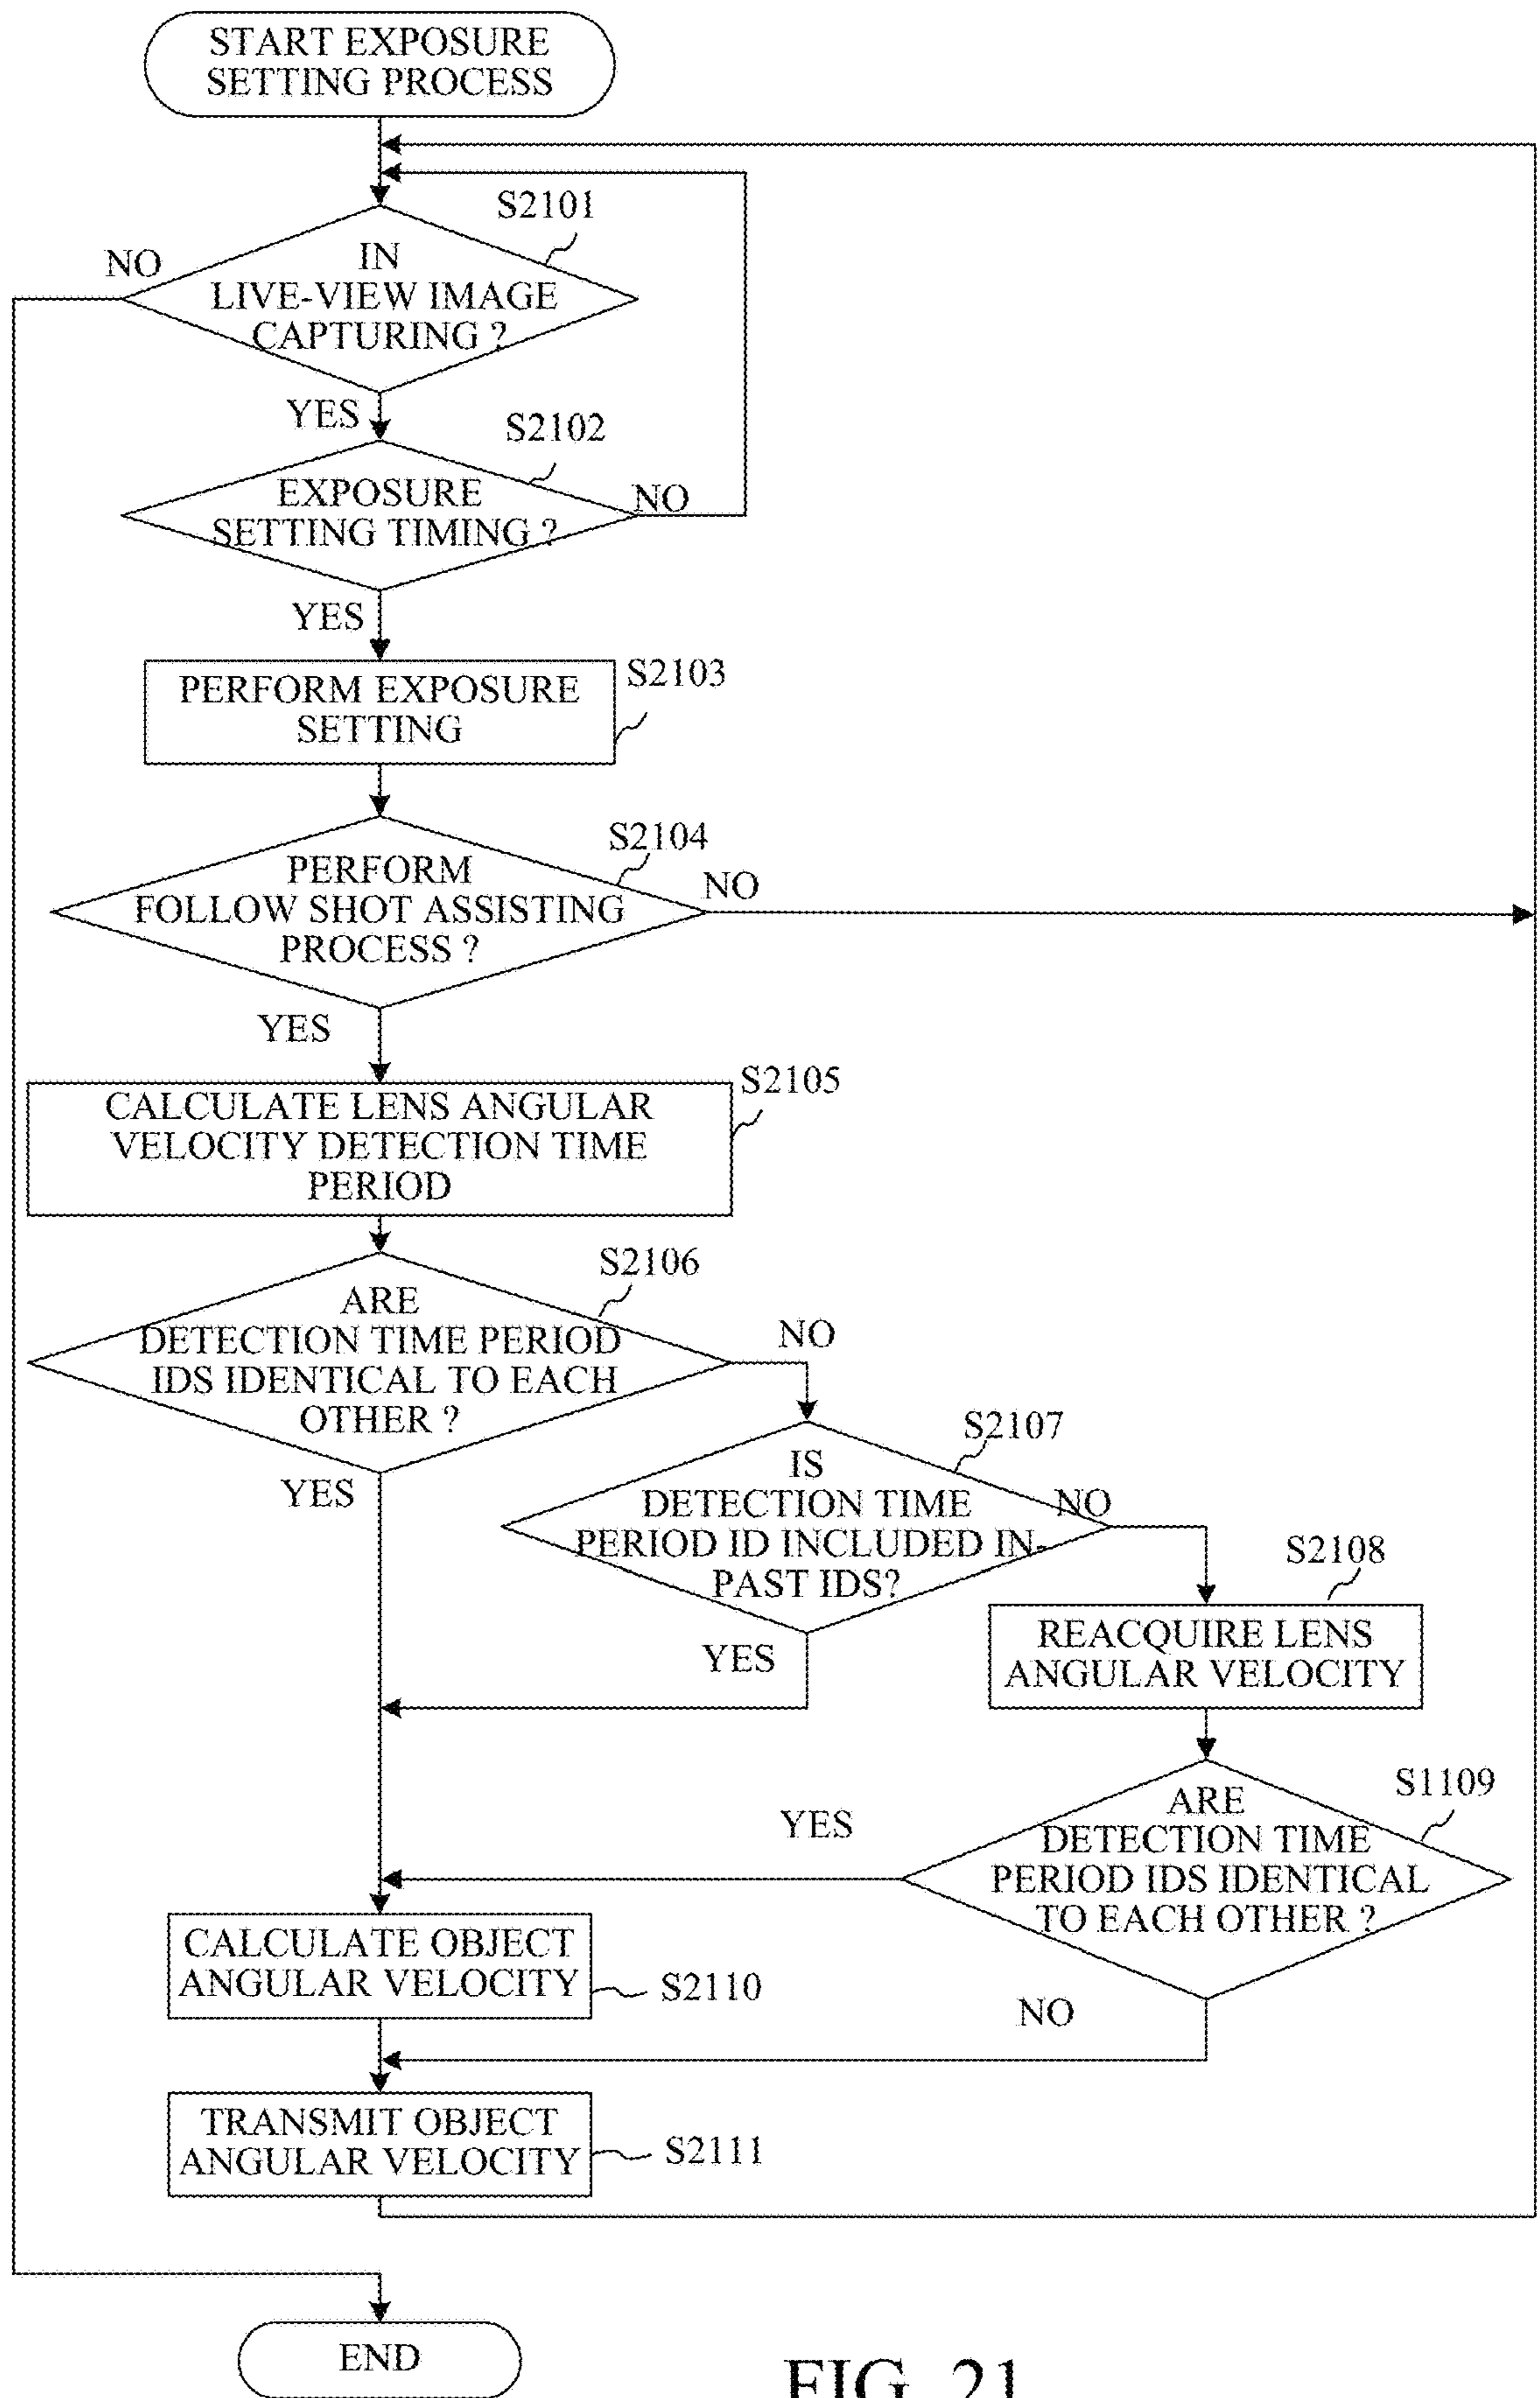 START EXPOSURE
SETTING PROCESS
S2101
NO
IN
LIVE-VIEW IMAGE
CAPTURING ?
YES
S2102
EXPOSURE
SETTING TIMING ?
NO
YES
PERFORM EXPOSURE
SETTING
S2103
S2104
PERFORM
FOLLOW SHOT ASSISTING
PROCESS ?
NO
YES
CALCULATE LENS ANGULAR
VELOCITY DETECTION TIME
PERIOD
S2105
S2106
ARE
DETECTION TIME PERIOD
IDS IDENTICAL TO EACH
OTHER ?
NO
YES
S2107
IS
DETECTION TIME
PERIOD ID INCLUDED IN-
PAST IDS?
NO
YES
S2108
REACQUIRE LENS
ANGULAR VELOCITY
S1109
ARE
DETECTION TIME
PERIOD IDS IDENTICAL
TO EACH OTHER ?
YES
NO
CALCULATE OBJECT
ANGULAR VELOCITY
S2110
TRANSMIT OBJECT
ANGULAR VELOCITY
S2111
END
FIG. 21